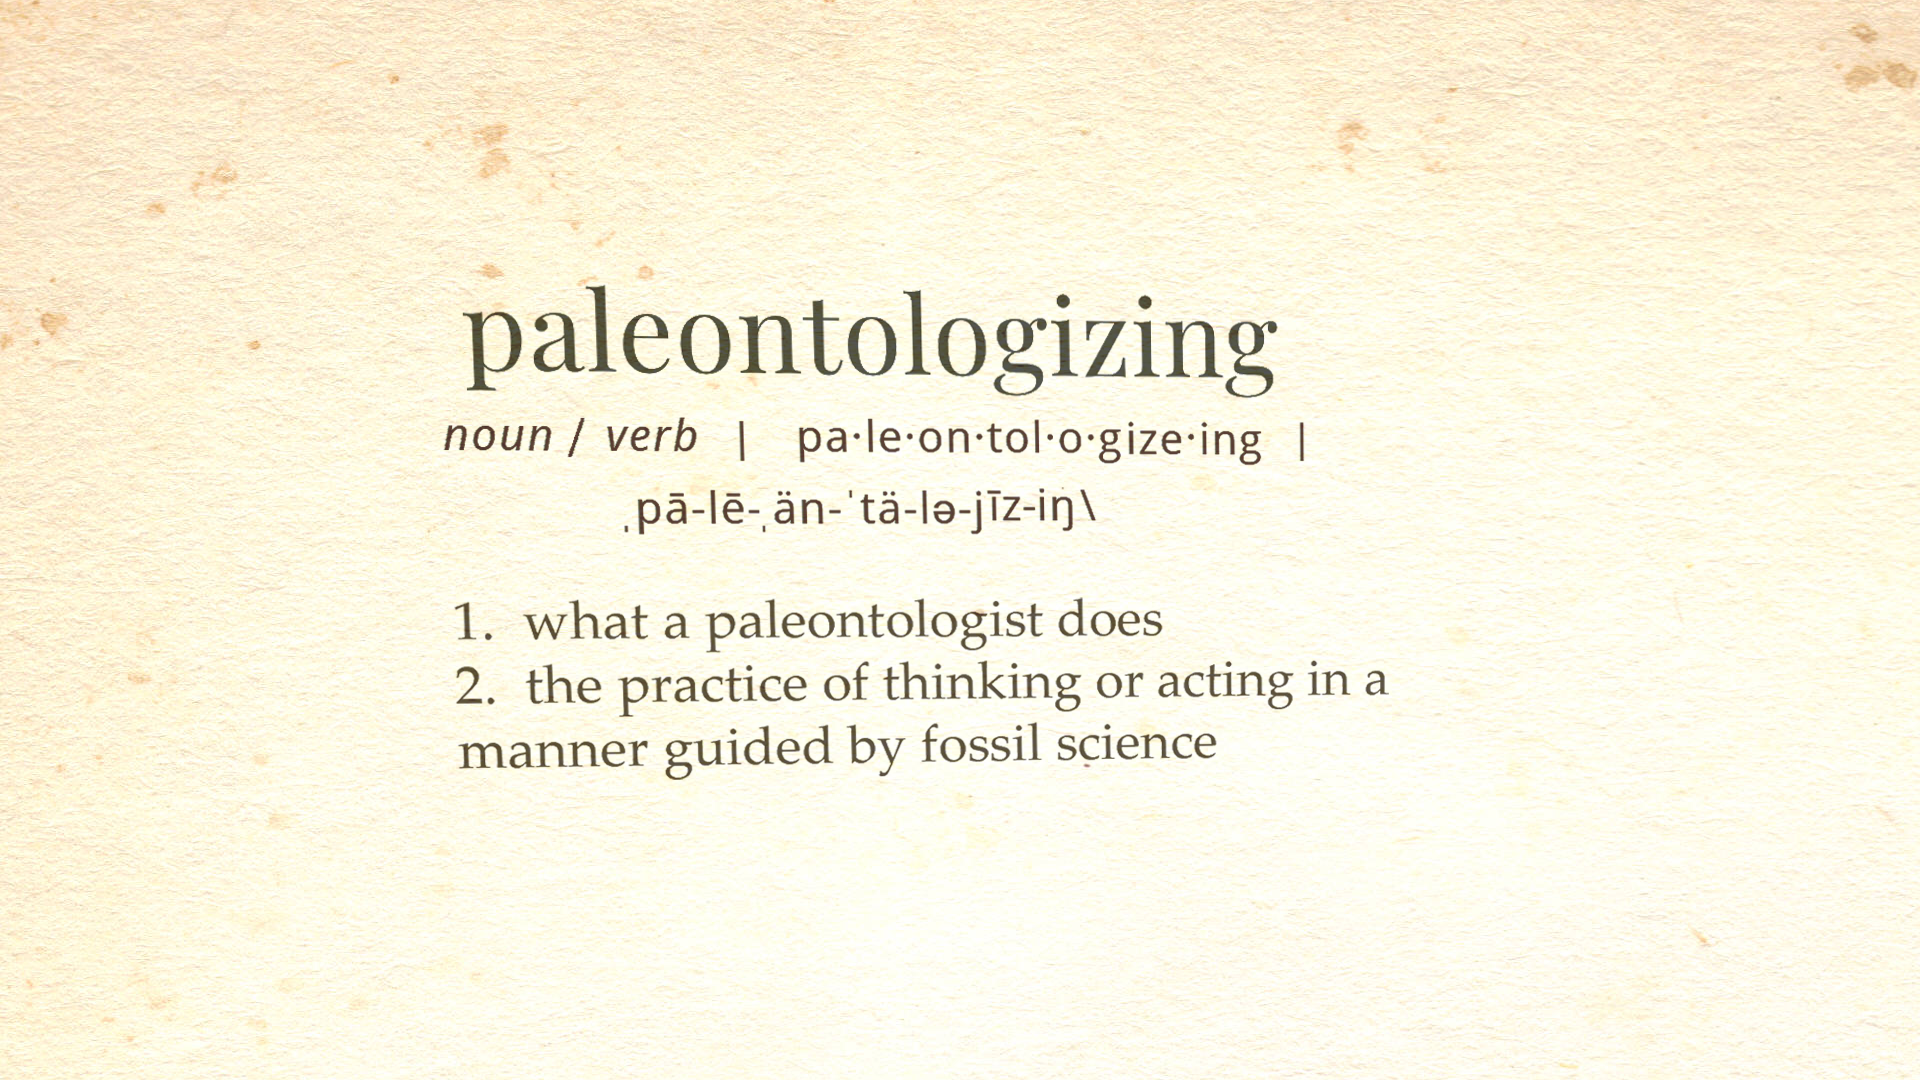 paleontologizing
noun / verb | pa·le·on·tol·o·gize·ing |
ˌpā-lē-ˌän-ˈtä-lə-jīz-iŋ\
1. what a paleontologist does
2. the practice of thinking or acting in a
manner guided by fossil science